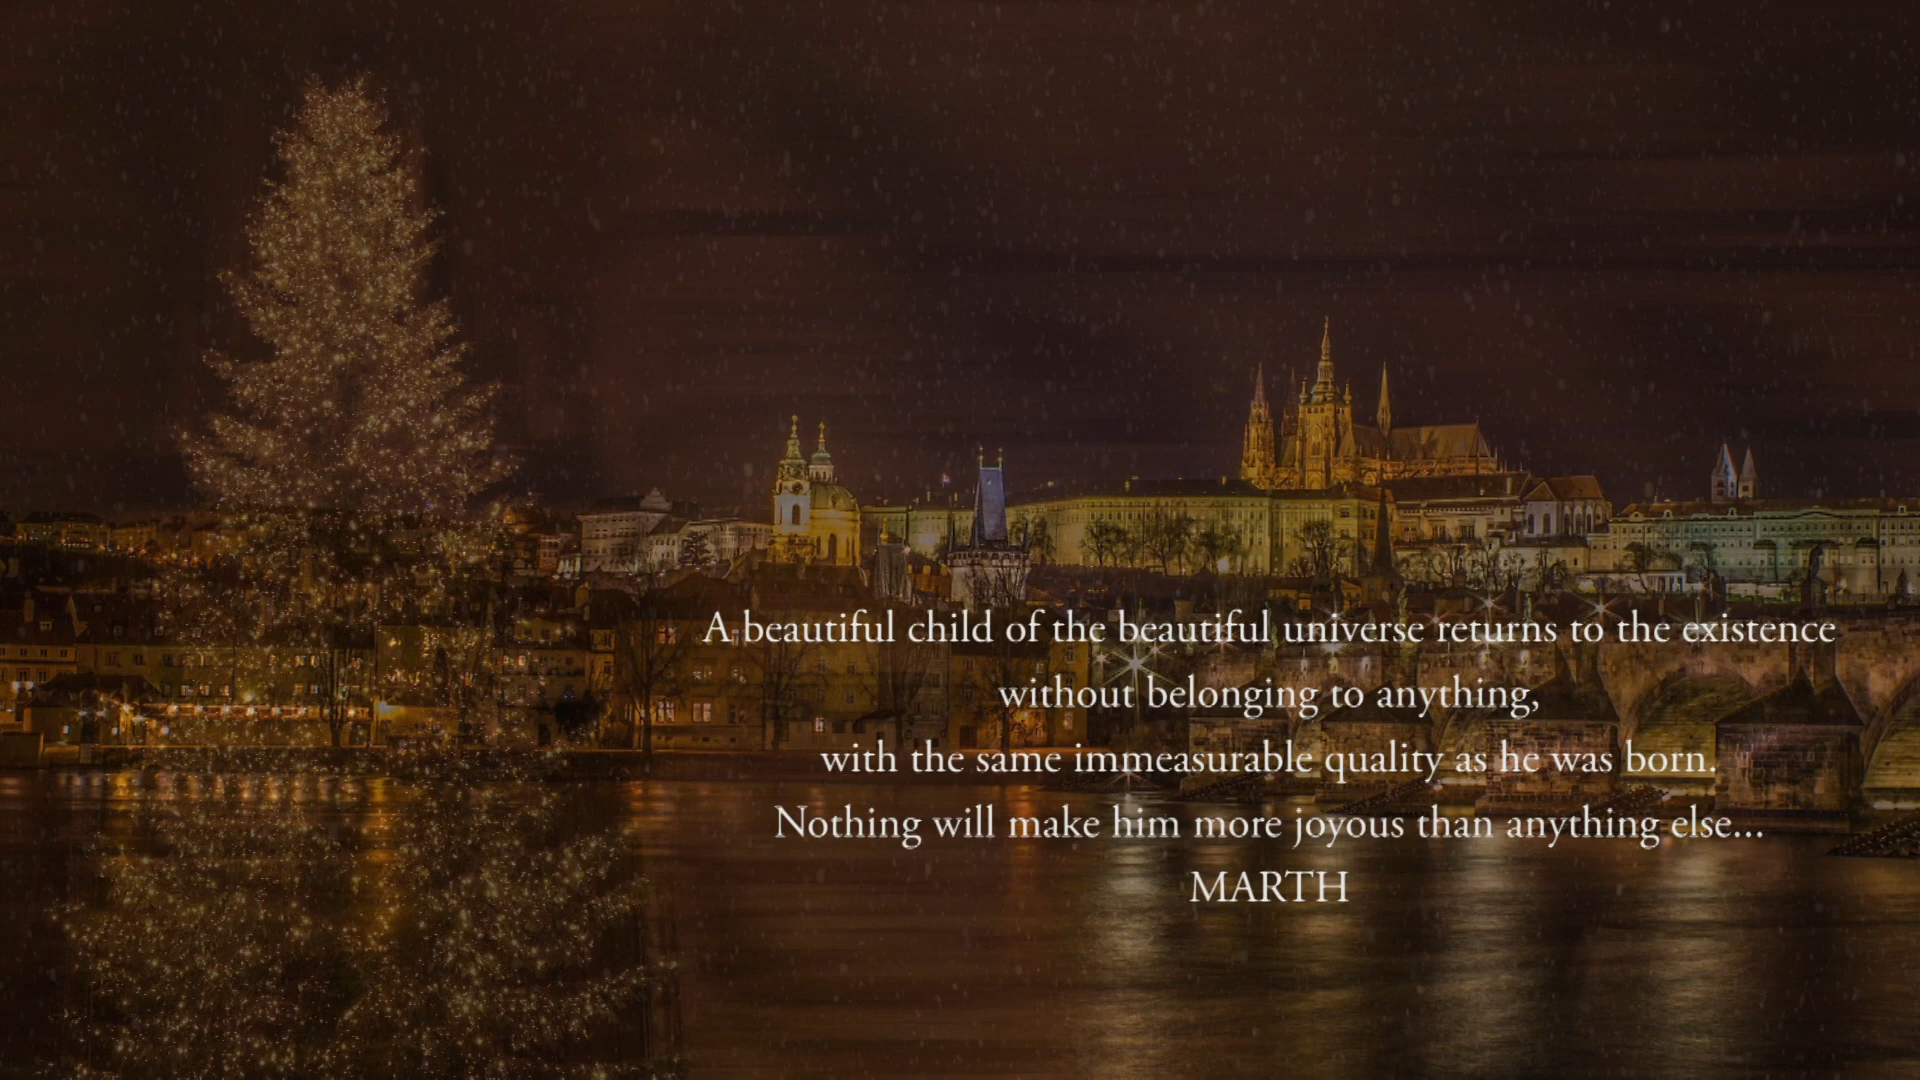 A beautiful child of the beautiful universe returns to the existence
without belonging to anything,
with the same immeasurable quality as he was born.
Nothing will make him more joyous than anything else...
MARTH